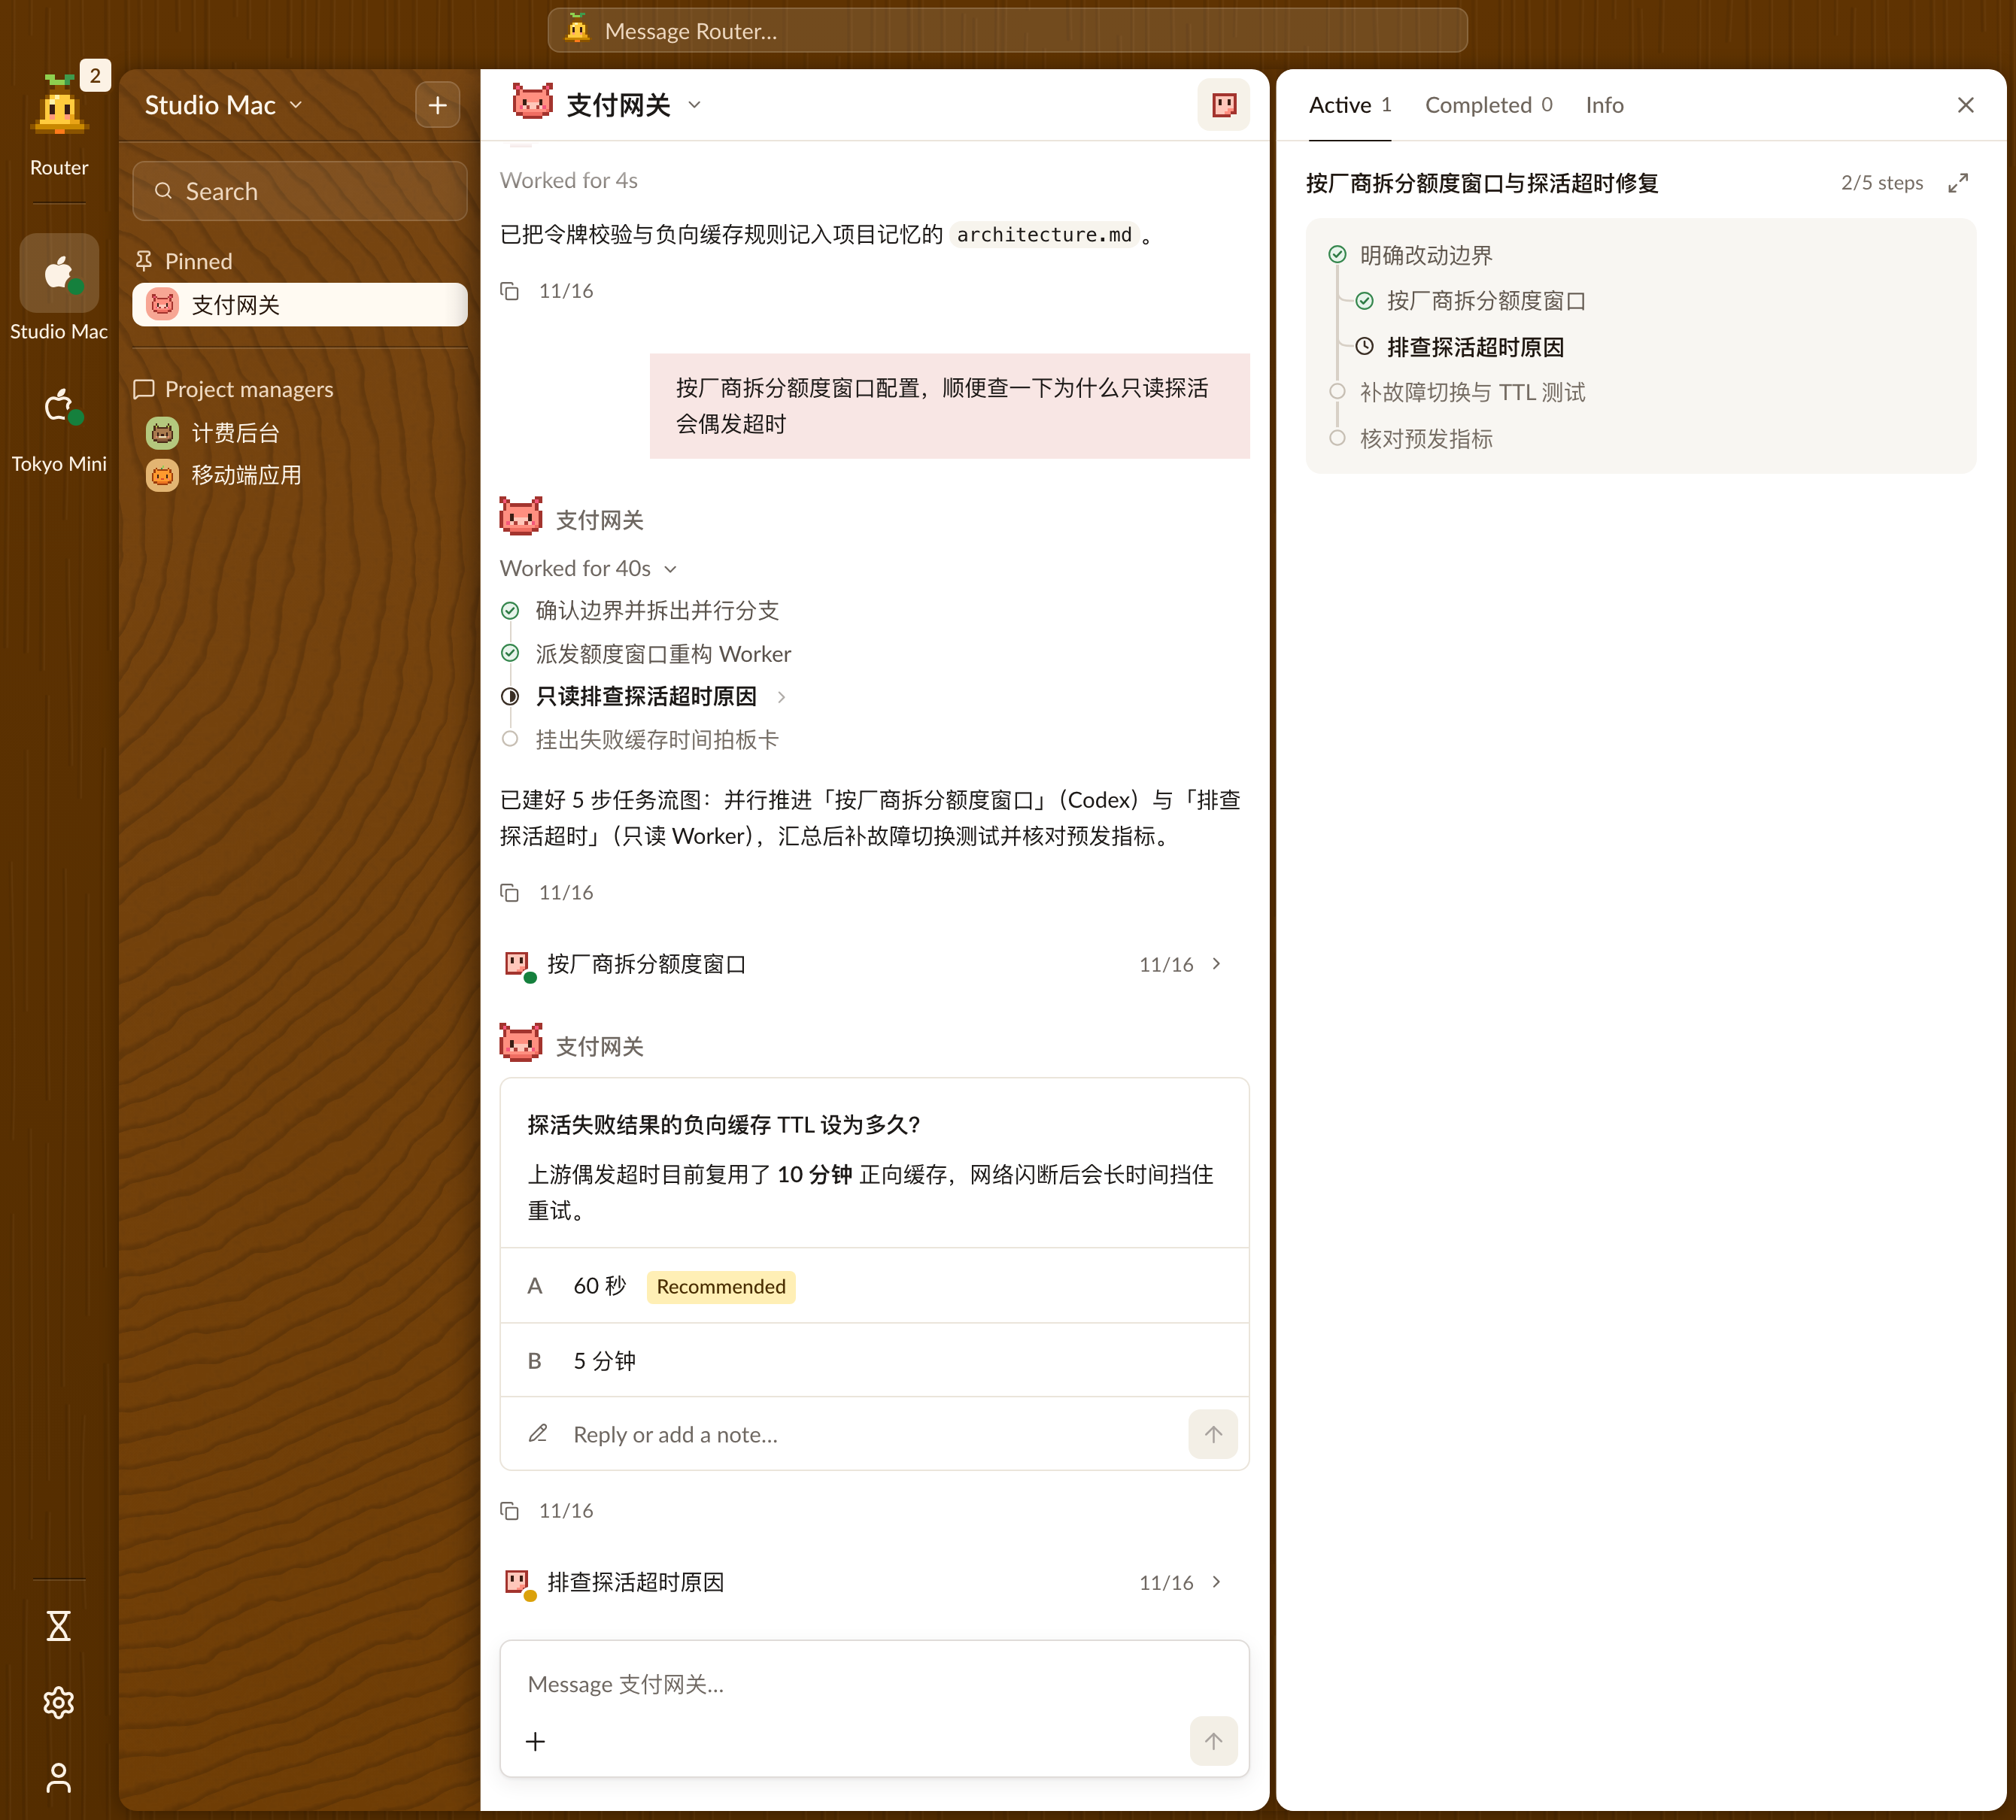 Message Router...
2
Router
Studio Mac
Tokyo Mini
Studio Mac
Search
Pinned
支付网关
Project managers
计费后台
移动端应用
支付网关
Worked for 4s
已把令牌校验与负向缓存规则记入项目记忆的 architecture.md 。
11/16
按厂商拆分额度窗口配置，顺便查一下为什么只读探活
会偶发超时
支付网关
Worked for 40s
确认边界并拆出并行分支
派发额度窗口重构 Worker
只读排查探活超时原因
挂出失败缓存时间拍板卡
已建好 5 步任务流图：并行推进「按厂商拆分额度窗口」（Codex）与「排查
探活超时」（只读 Worker），汇总后补故障切换测试并核对预发指标。
11/16
按厂商拆分额度窗口 11/16
支付网关
探活失败结果的负向缓存 TTL 设为多久？
上游偶发超时目前复用了 10 分钟 正向缓存，网络闪断后会长时间挡住
重试。
A 60 秒 Recommended
B 5 分钟
Reply or add a note...
11/16
排查探活超时原因 11/16
Message 支付网关...
Active 1 Completed 0 Info
按厂商拆分额度窗口与探活超时修复 2/5 steps
明确改动边界
按厂商拆分额度窗口
排查探活超时原因
补故障切换与 TTL 测试
核对预发指标